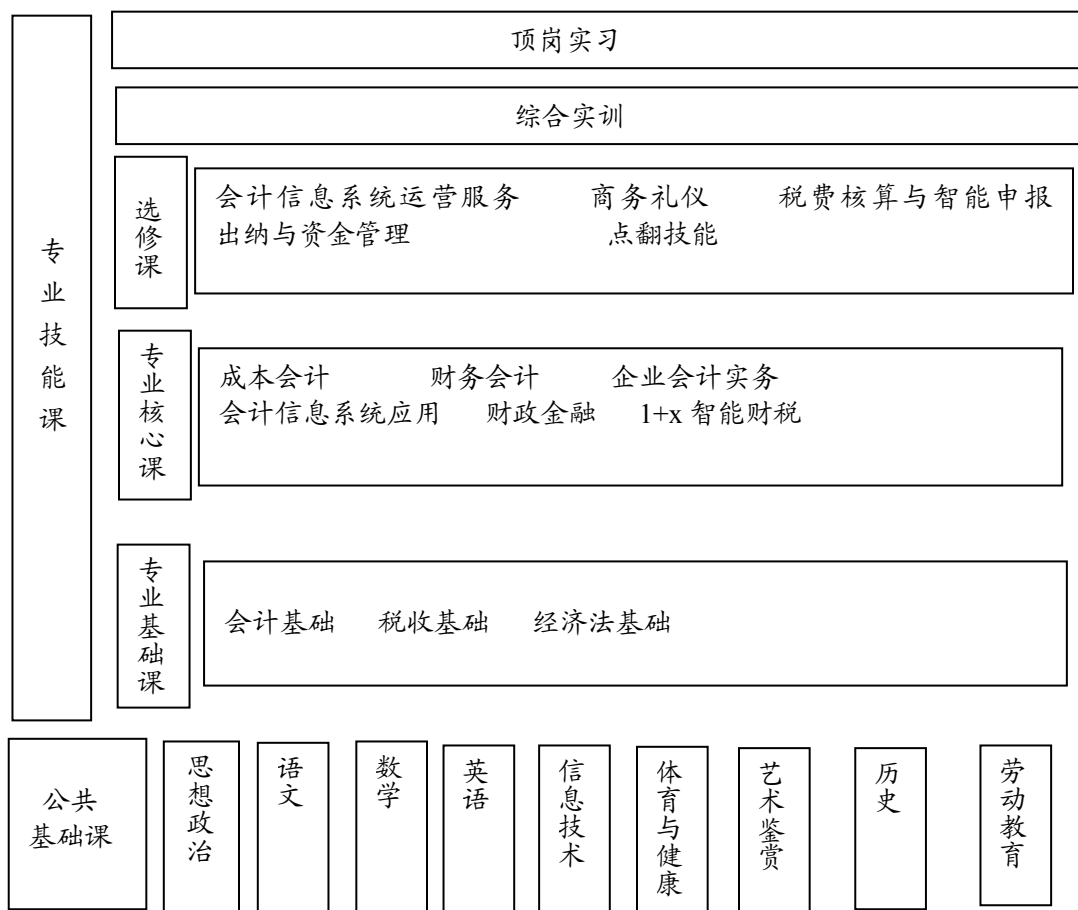 顶岗实习
综合实训
专业技能课
选修课
会计信息系统运营服务 商务礼仪 税费核算与智能申报
出纳与资金管理 点翻技能
专业核心课
成本会计 财务会计 企业会计实务
会计信息系统应用 财政金融 1+x 智能财税
专业基础课
会计基础 税收基础 经济法基础
公共
基础课
思想政治
语文
数学
英语
信息技术
体育与健康
艺术鉴赏
历史
劳动教育